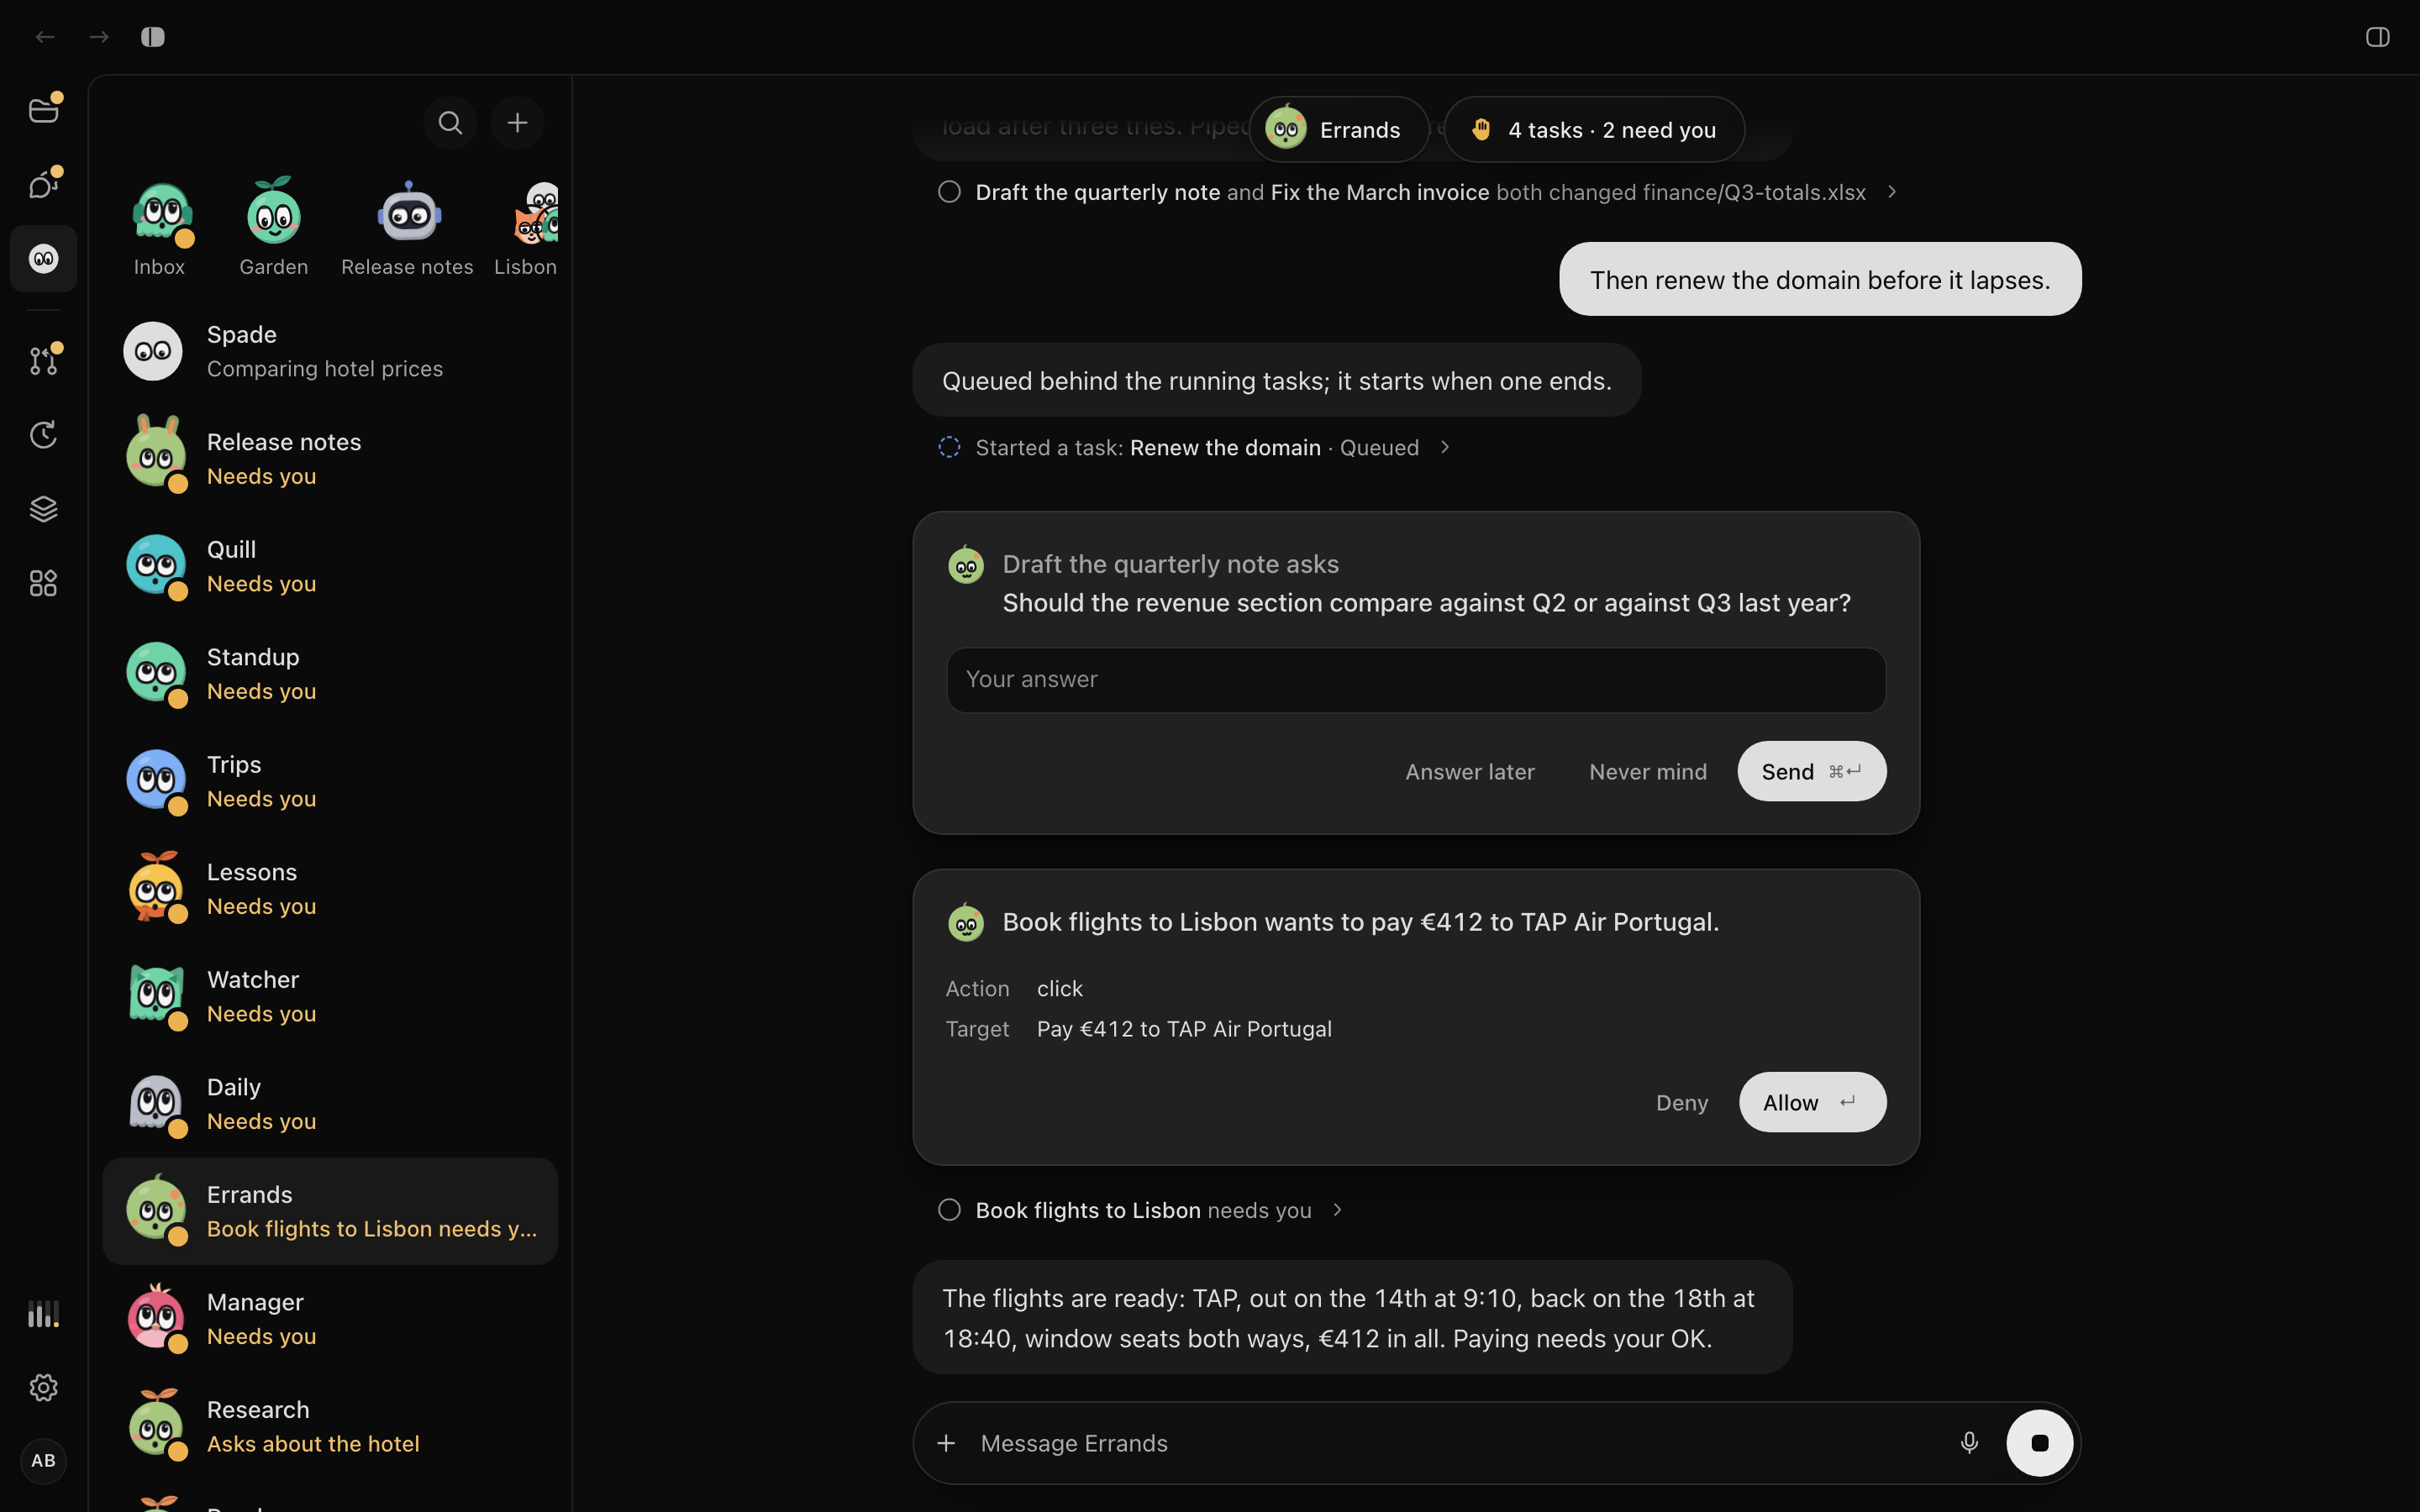 Errands
4 tasks · 2 need you
load after three tries. Piped
Inbox
Garden
Release notes
Lisbon
Spade
Comparing hotel prices
Release notes
Needs you
Quill
Needs you
Standup
Needs you
Trips
Needs you
Lessons
Needs you
Watcher
Needs you
Daily
Needs you
Errands
Book flights to Lisbon needs y...
Manager
Needs you
Research
Asks about the hotel
AB
Draft the quarterly note and Fix the March invoice both changed finance/Q3-totals.xlsx
Then renew the domain before it lapses.
Queued behind the running tasks; it starts when one ends.
Started a task: Renew the domain · Queued
Draft the quarterly note asks
Should the revenue section compare against Q2 or against Q3 last year?
Your answer
Answer later Never mind Send ⌘↵
Book flights to Lisbon wants to pay €412 to TAP Air Portugal.
Action click
Target Pay €412 to TAP Air Portugal
Deny Allow ↵
Book flights to Lisbon needs you
The flights are ready: TAP, out on the 14th at 9:10, back on the 18th at
18:40, window seats both ways, €412 in all. Paying needs your OK.
Message Errands